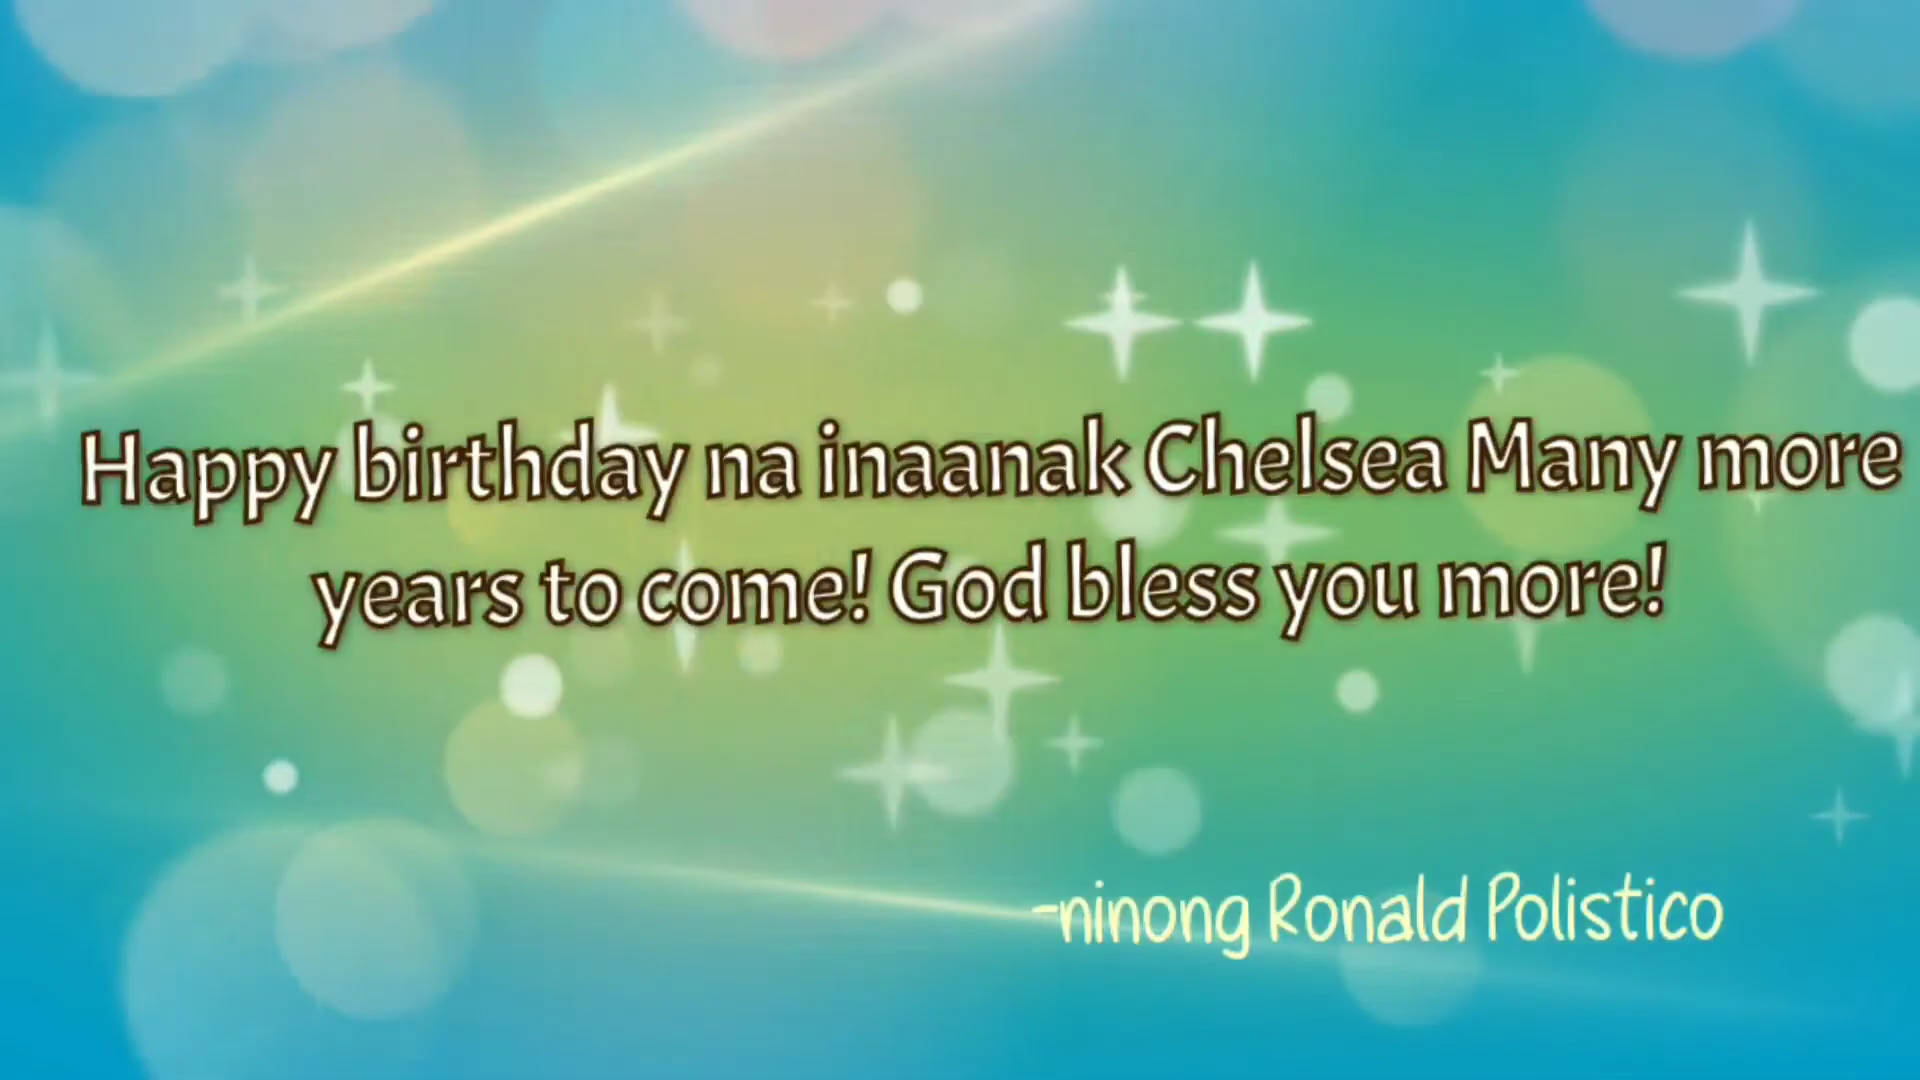 Happy birthday na inaanak Chelsea Many more
years to come! God bless you more!
-ninong Ronald Polistico